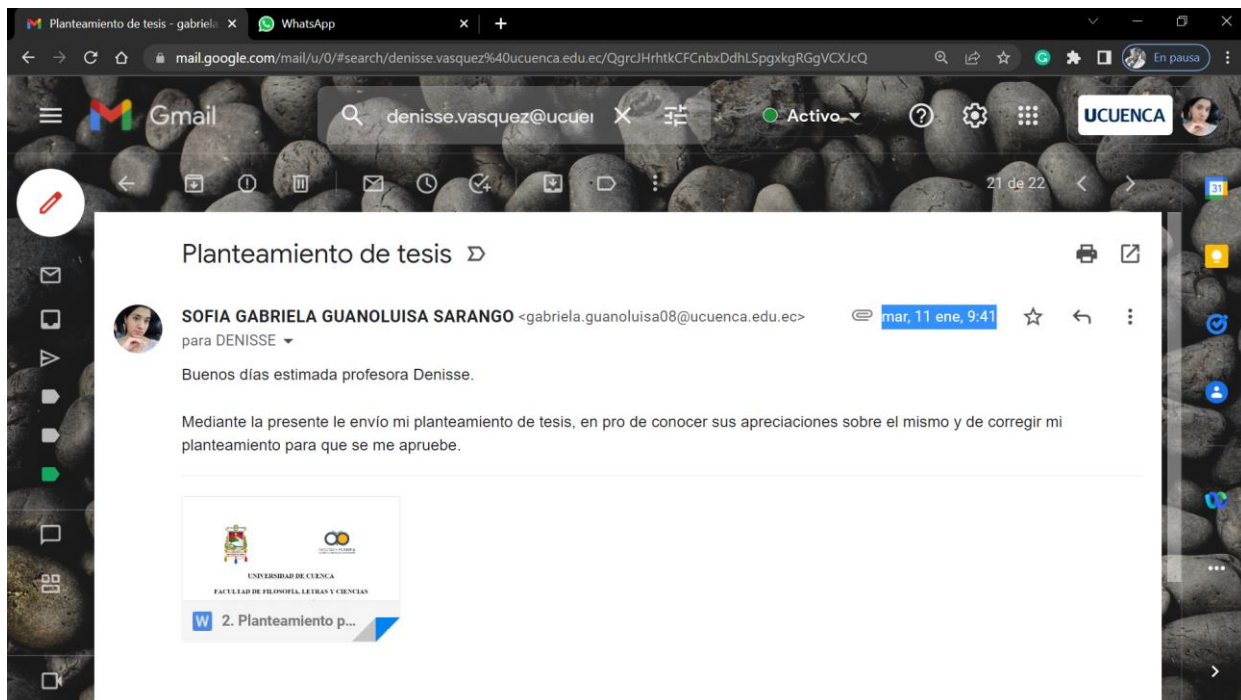 Planteamiento de tesis - gabriela
WhatsApp
mail.google.com/mail/u/0/#search/denisse.vasquez%40ucuenca.edu.ec/QgrcJHrhtkCFCnbxDdhLSpgxkgRGgVCXJcQ
En pausa
Gmail
denisse.vasquez@ucuer
Activo
UCUENCA
21 de 22
31
Planteamiento de tesis
SOFIA GABRIELA GUANOLUISA SARANGO <gabriela.guanoluisa08@ucuenca.edu.ec>
mar, 11 ene, 9:41
para DENISSE
Buenos días estimada profesora Denisse.
Mediante la presente le envío mi planteamiento de tesis, en pro de conocer sus apreciaciones sobre el mismo y de corregir mi
planteamiento para que se me apruebe.
UNIVERSIDAD DE CUENCA
FACULTAD DE FILOSOFÍA, LETRAS Y CIENCIAS
W 2. Planteamiento p...